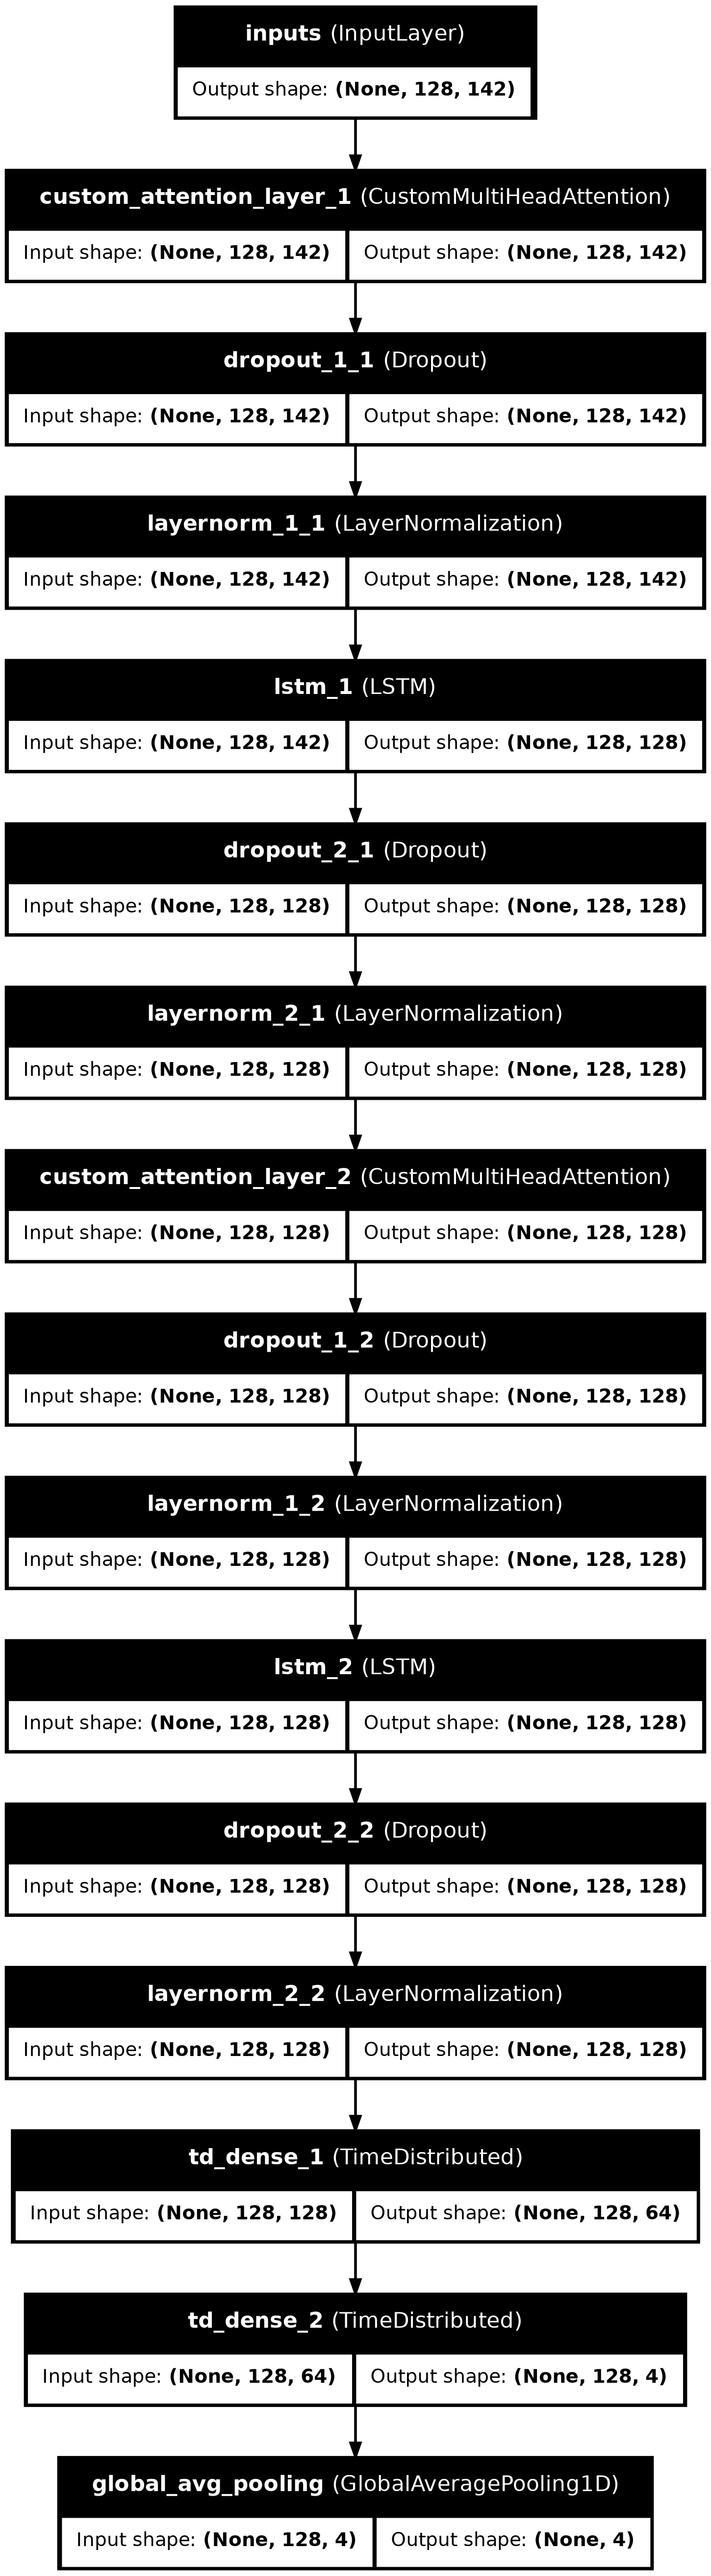 inputs (InputLayer)
Output shape: (None, 128, 142)
custom_attention_layer_1 (CustomMultiHeadAttention)
Input shape: (None, 128, 142) Output shape: (None, 128, 142)
dropout_1_1 (Dropout)
Input shape: (None, 128, 142) Output shape: (None, 128, 142)
layernorm_1_1 (LayerNormalization)
Input shape: (None, 128, 142) Output shape: (None, 128, 142)
lstm_1 (LSTM)
Input shape: (None, 128, 142) Output shape: (None, 128, 128)
dropout_2_1 (Dropout)
Input shape: (None, 128, 128) Output shape: (None, 128, 128)
layernorm_2_1 (LayerNormalization)
Input shape: (None, 128, 128) Output shape: (None, 128, 128)
custom_attention_layer_2 (CustomMultiHeadAttention)
Input shape: (None, 128, 128) Output shape: (None, 128, 128)
dropout_1_2 (Dropout)
Input shape: (None, 128, 128) Output shape: (None, 128, 128)
layernorm_1_2 (LayerNormalization)
Input shape: (None, 128, 128) Output shape: (None, 128, 128)
lstm_2 (LSTM)
Input shape: (None, 128, 128) Output shape: (None, 128, 128)
dropout_2_2 (Dropout)
Input shape: (None, 128, 128) Output shape: (None, 128, 128)
layernorm_2_2 (LayerNormalization)
Input shape: (None, 128, 128) Output shape: (None, 128, 128)
td_dense_1 (TimeDistributed)
Input shape: (None, 128, 128) Output shape: (None, 128, 64)
td_dense_2 (TimeDistributed)
Input shape: (None, 128, 64) Output shape: (None, 128, 4)
global_avg_pooling (GlobalAveragePooling1D)
Input shape: (None, 128, 4) Output shape: (None, 4)